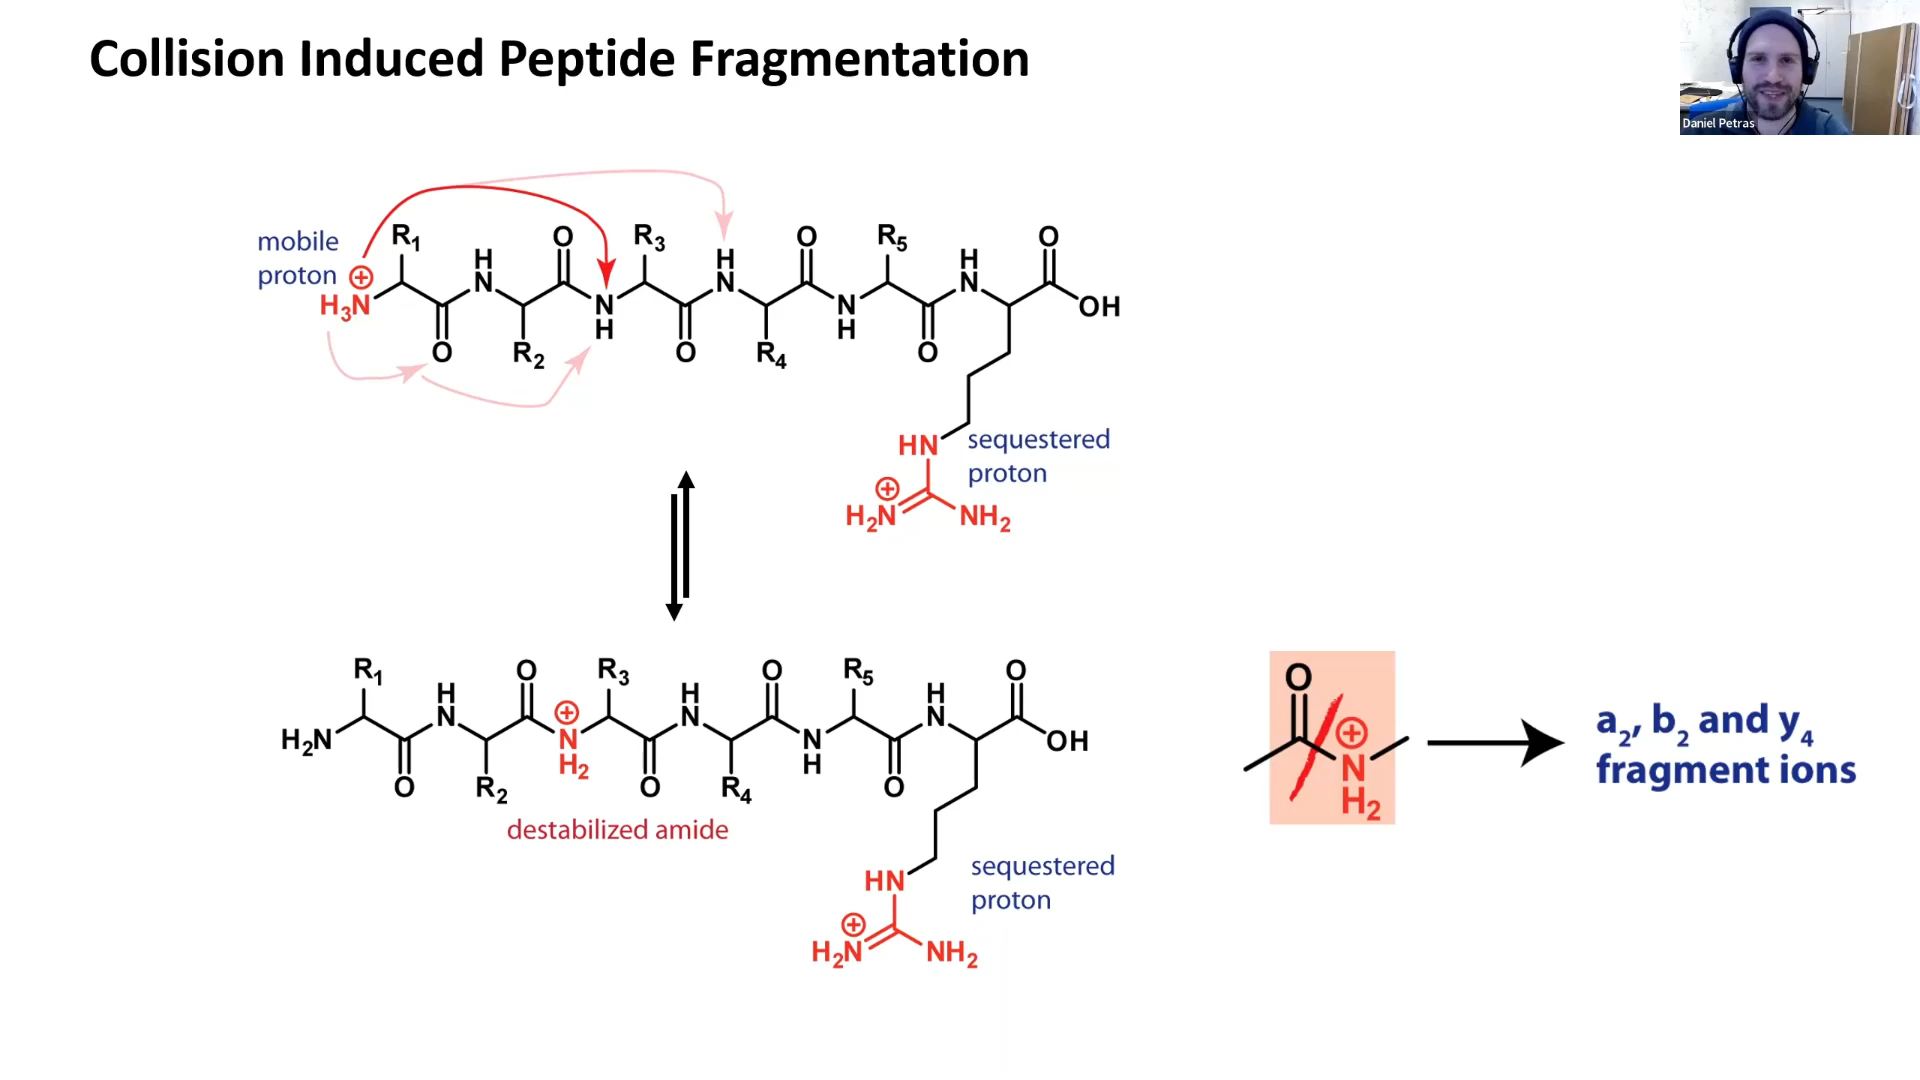 Collision Induced Peptide Fragmentation
Daniel Petras
mobile
proton
H3N
R1
O
H
N
R2
O
N
H
R3
O
H
N
R4
O
N
H
R5
O
H
N
O
OH
HN
sequestered
proton
H2N
NH2
H2N
R1
O
H
N
R2
O
N
H2
R3
O
H
N
R4
O
N
H
R5
O
H
N
O
OH
destabilized amide
HN
sequestered
proton
H2N
NH2
O
N
H2
a2, b2 and y4
fragment ions